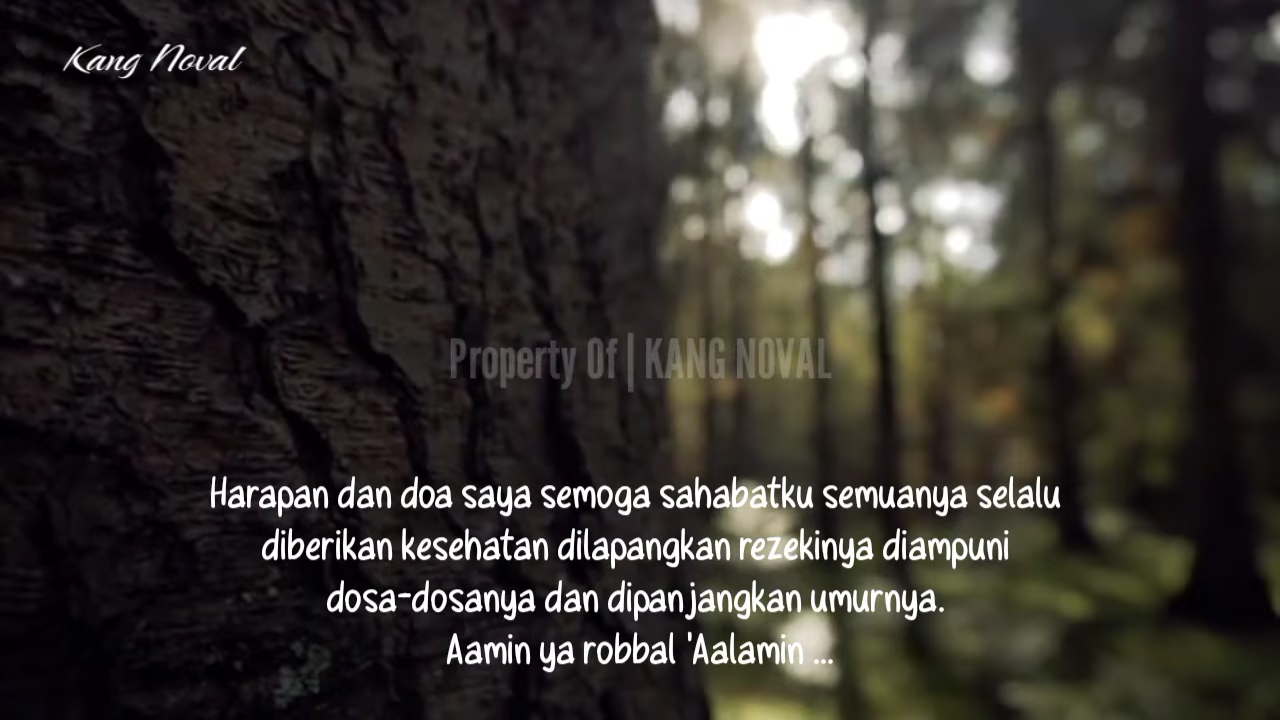 Kang Noval
Property Of | KANG NOVAL
Harapan dan doa saya semoga sahabatku semuanya selalu
diberikan kesehatan dilapangkan rezekinya diampuni
dosa-dosanya dan dipanjangkan umurnya.
Aamin ya robbal 'Aalamin ...